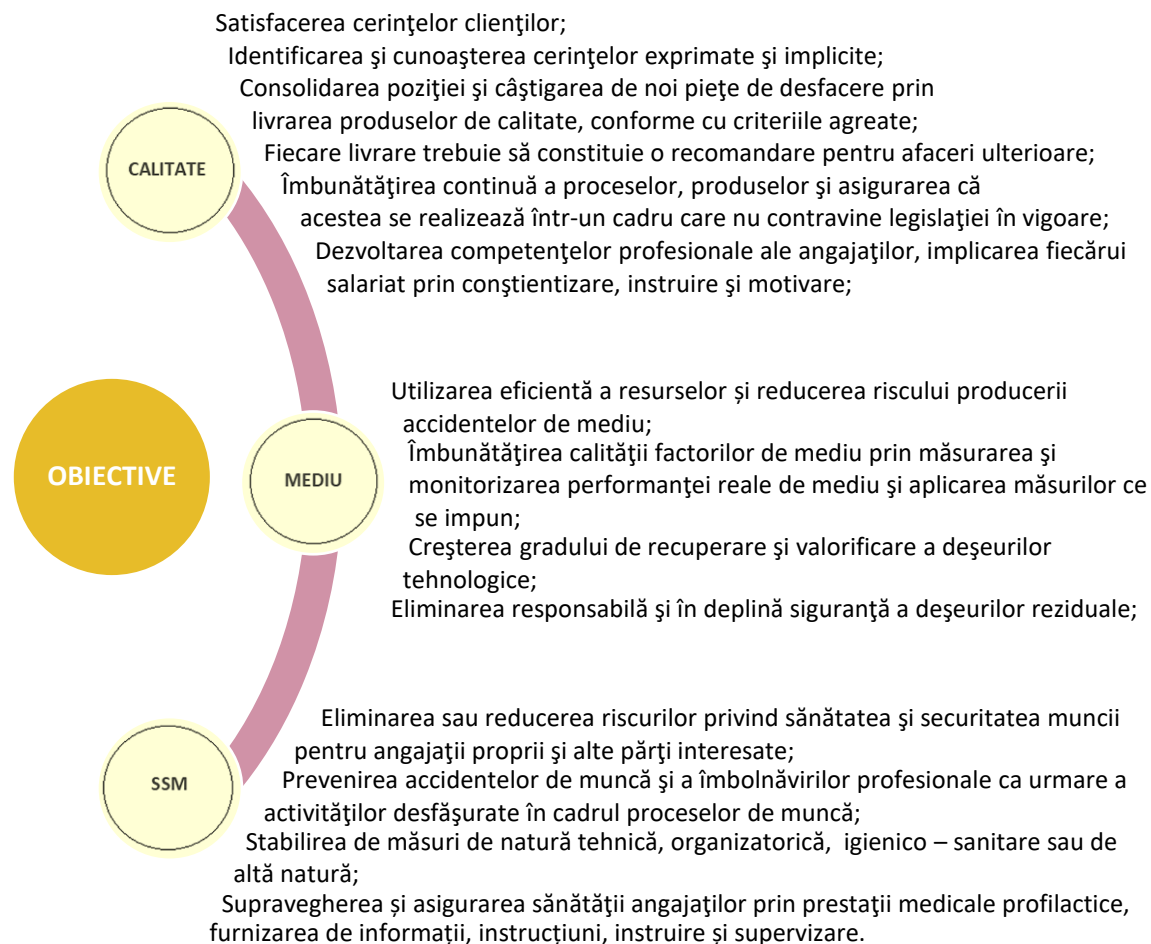 Satisfacerea cerinţelor clienţilor;
Identificarea şi cunoaşterea cerinţelor exprimate şi implicite;
Consolidarea poziţiei şi câştigarea de noi pieţe de desfacere prin
livrarea produselor de calitate, conforme cu criteriile agreate;
CALITATE
Fiecare livrare trebuie să constituie o recomandare pentru afaceri ulterioare;
Îmbunătăţirea continuă a proceselor, produselor şi asigurarea că
acestea se realizează într-un cadru care nu contravine legislaţiei în vigoare;
Dezvoltarea competenţelor profesionale ale angajaţilor, implicarea fiecărui
salariat prin conştientizare, instruire şi motivare;
OBIECTIVE
MEDIU
Utilizarea eficientă a resurselor și reducerea riscului producerii
accidentelor de mediu;
Îmbunătăţirea calităţii factorilor de mediu prin măsurarea şi
monitorizarea performanţei reale de mediu şi aplicarea măsurilor ce
se impun;
Creşterea gradului de recuperare şi valorificare a deşeurilor
tehnologice;
Eliminarea responsabilă şi în deplină siguranţă a deşeurilor reziduale;
SSM
Eliminarea sau reducerea riscurilor privind sănătatea şi securitatea muncii
pentru angajaţii proprii şi alte părţi interesate;
Prevenirea accidentelor de muncă şi a îmbolnăvirilor profesionale ca urmare a
activităţilor desfăşurate în cadrul proceselor de muncă;
Stabilirea de măsuri de natură tehnică, organizatorică, igienico – sanitare sau de
altă natură;
Supravegherea și asigurarea sănătăţii angajaţilor prin prestaţii medicale profilactice,
furnizarea de informaţii, instrucţiuni, instruire şi supervizare.